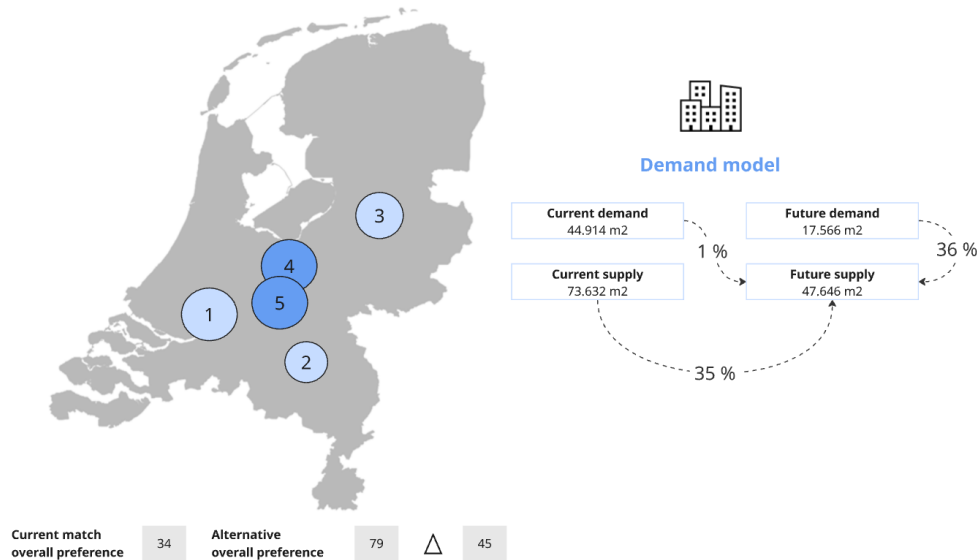 Demand model
Current demand
44.914 m2
Future demand
17.566 m2
1 %
36 %
Current supply
73.632 m2
Future supply
47.646 m2
35 %
3
4
5
1
2
Current match
overall preference
34
Alternative
overall preference
79
△
45